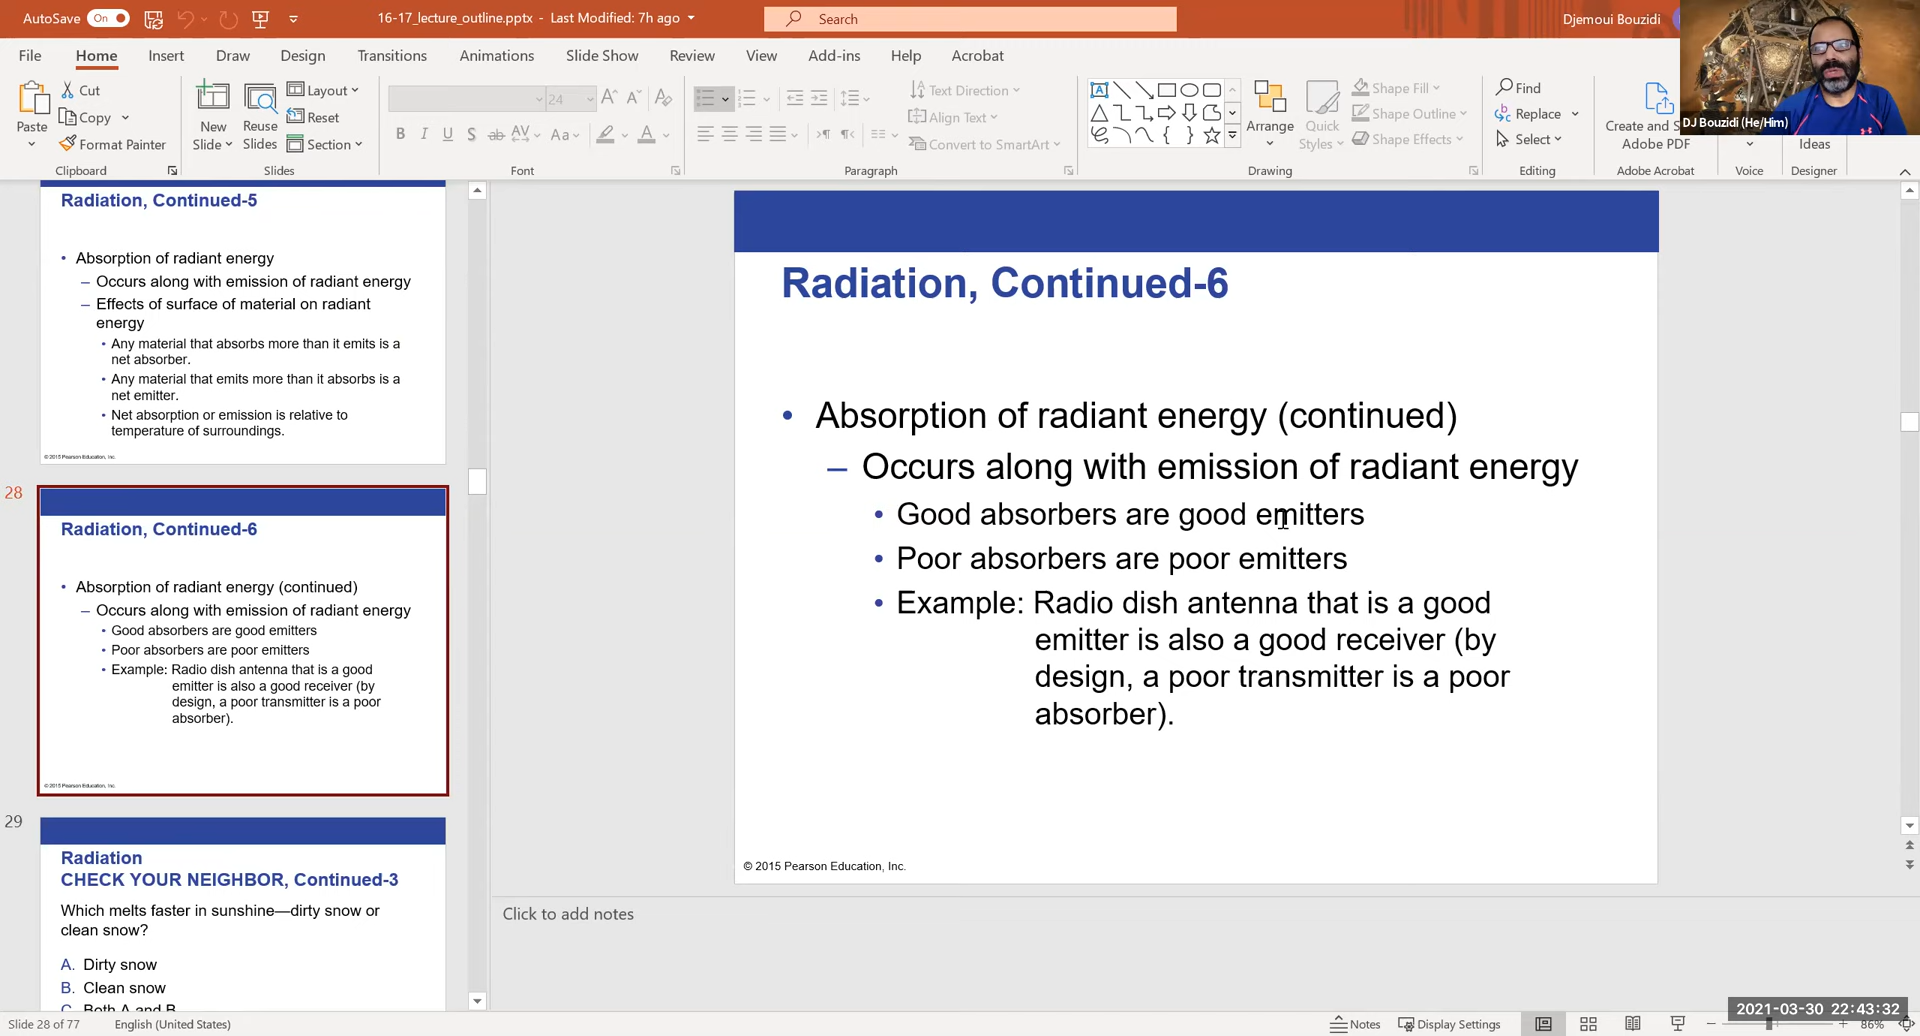 AutoSave On 16-17_lecture_outline.pptx - Last Modified: 7h ago Search Djemoui Bouzidi
File Home Insert Draw Design Transitions Animations Slide Show Review View Add-ins Help Acrobat
DJ Bouzidi (He/Him)
Paste
Cut
Copy
Format Painter
Clipboard
New
Slide
Reuse
Slides
Layout
Reset
Section
Slides
24
Font
Text Direction
Align Text
Convert to SmartArt
Paragraph
Arrange
Quick
Styles
Shape Fill
Shape Outline
Shape Effects
Drawing
Find
Replace
Select
Editing
Create and S
Adobe PDF
Adobe Acrobat
Voice
Ideas
Designer
Radiation, Continued-5
• Absorption of radiant energy
– Occurs along with emission of radiant energy
– Effects of surface of material on radiant
energy
• Any material that absorbs more than it emits is a
net absorber.
• Any material that emits more than it absorbs is a
net emitter.
• Net absorption or emission is relative to
temperature of surroundings.
© 2015 Pearson Education, Inc.
28
Radiation, Continued-6
• Absorption of radiant energy (continued)
– Occurs along with emission of radiant energy
• Good absorbers are good emitters
• Poor absorbers are poor emitters
• Example: Radio dish antenna that is a good
emitter is also a good receiver (by
design, a poor transmitter is a poor
absorber).
© 2015 Pearson Education, Inc.
29
Radiation
CHECK YOUR NEIGHBOR, Continued-3
Which melts faster in sunshine—dirty snow or
clean snow?
A. Dirty snow
B. Clean snow
C. Both A and B
Radiation, Continued-6
• Absorption of radiant energy (continued)
– Occurs along with emission of radiant energy
• Good absorbers are good emitters
• Poor absorbers are poor emitters
• Example: Radio dish antenna that is a good
emitter is also a good receiver (by
design, a poor transmitter is a poor
absorber).
© 2015 Pearson Education, Inc.
Click to add notes
2021-03-30 22:43:32
Slide 28 of 77 English (United States) Notes Display Settings 86%